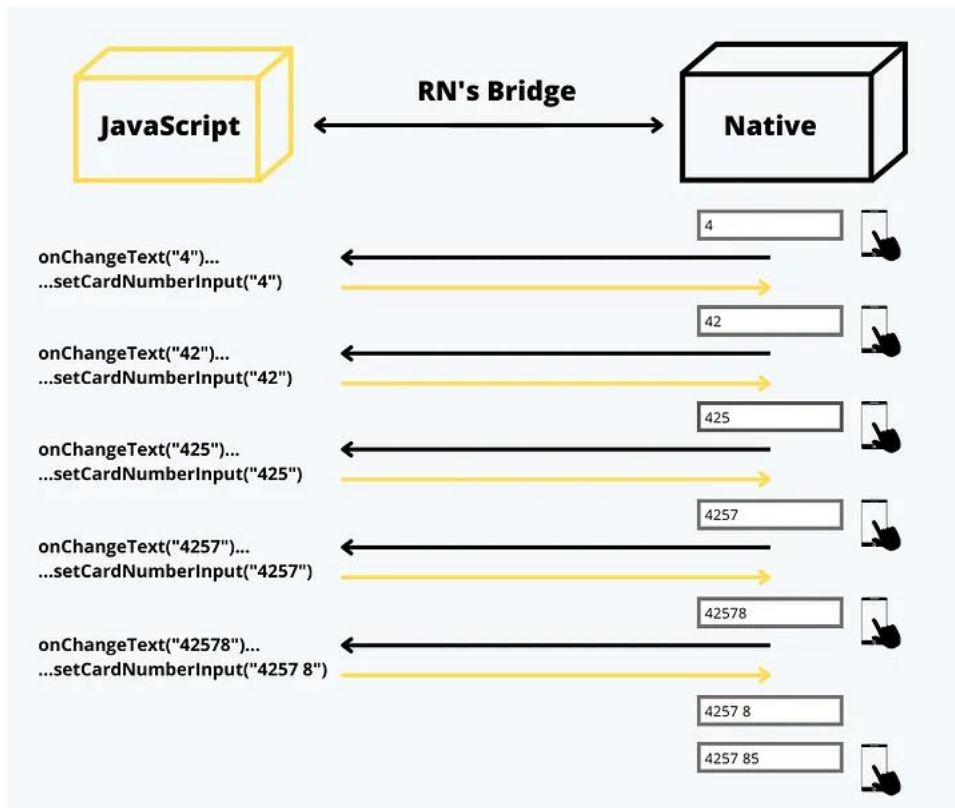 RN's Bridge
JavaScript
Native
4
onChangeText("4")...
...setCardNumberInput("4")
42
onChangeText("42")...
...setCardNumberInput("42")
425
onChangeText("425")...
...setCardNumberInput("425")
4257
onChangeText("4257")...
...setCardNumberInput("4257")
42578
onChangeText("42578")...
...setCardNumberInput("4257 8")
4257 8
4257 85